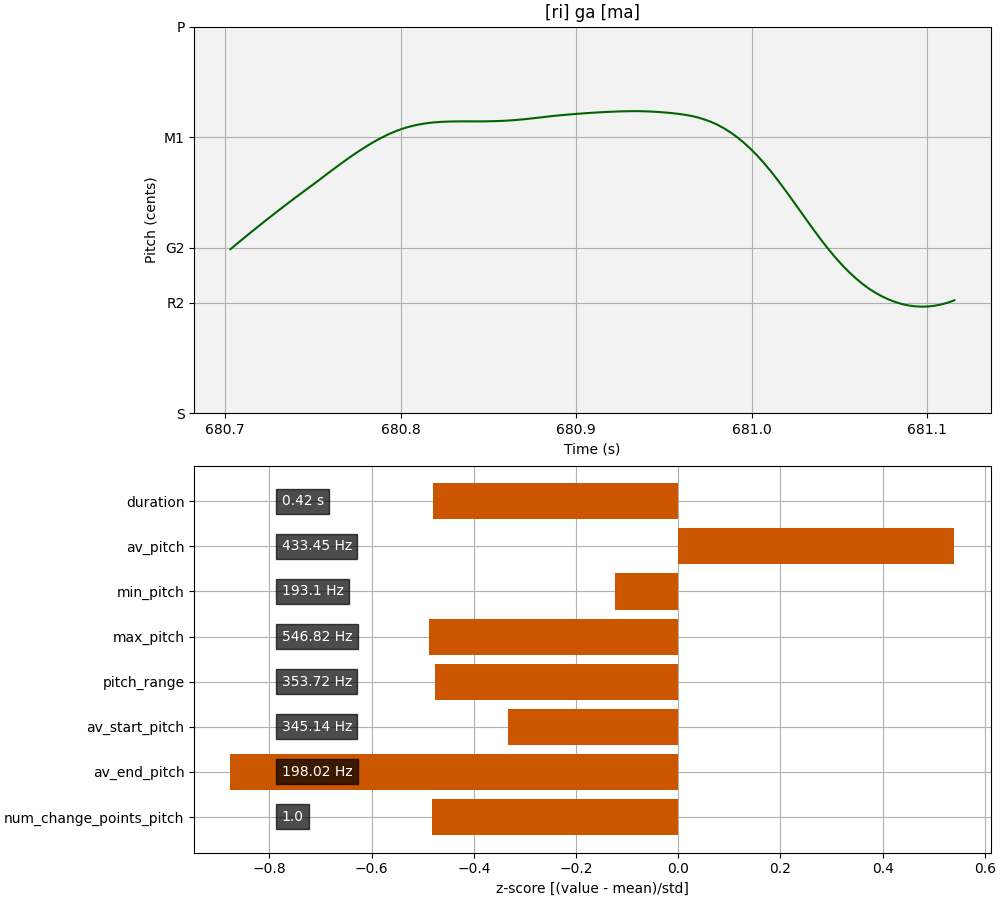 [ri] ga [ma]
P
M1
G2
R2
S
Pitch (cents)
680.7 680.8 680.9 681.0 681.1
Time (s)
duration 0.42 s
av_pitch 433.45 Hz
min_pitch 193.1 Hz
max_pitch 546.82 Hz
pitch_range 353.72 Hz
av_start_pitch 345.14 Hz
av_end_pitch 198.02 Hz
num_change_points_pitch 1.0
−0.8 −0.6 −0.4 −0.2 0.0 0.2 0.4 0.6
z-score [(value - mean)/std]